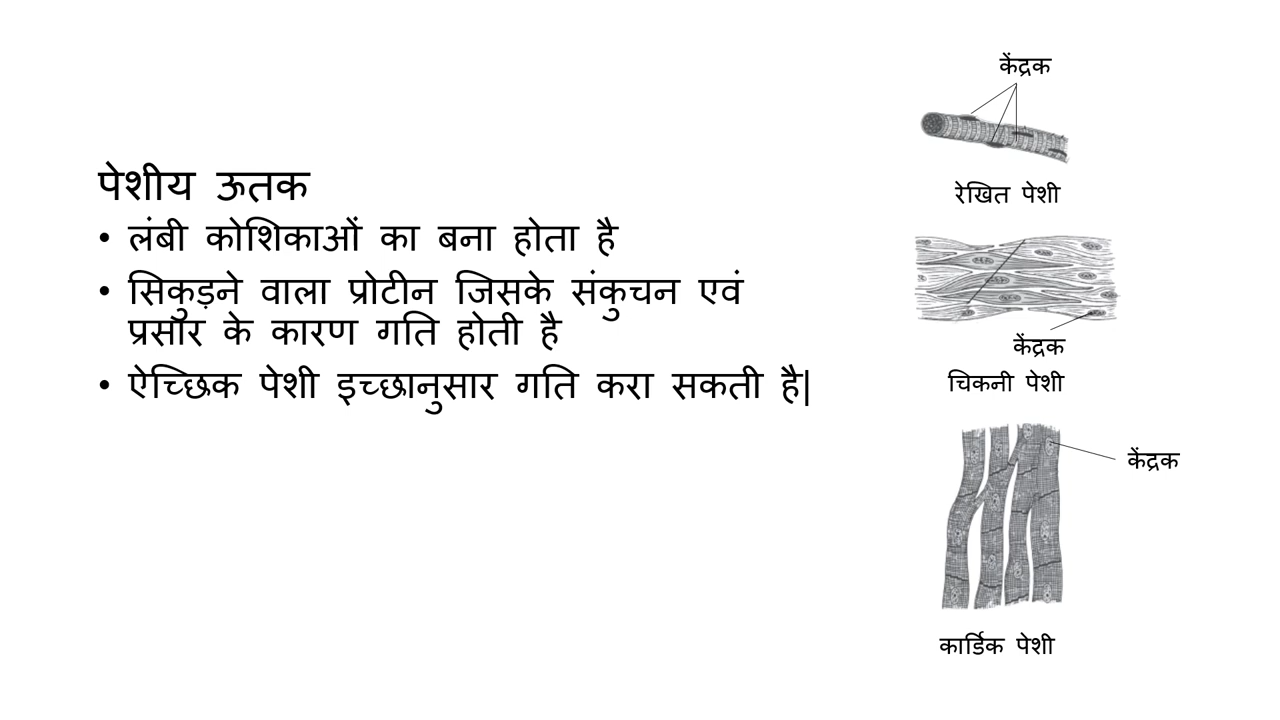 पेशीय ऊतक
• लंबी कोशिकाओं का बना होता है
• सिकुड़ने वाला प्रोटीन जिसके संकुचन एवं
प्रसार के कारण गति होती है
• ऐच्छिक पेशी इच्छानुसार गति करा सकती है|
केंद्रक
रेखित पेशी
केंद्रक
चिकनी पेशी
केंद्रक
कार्डिक पेशी